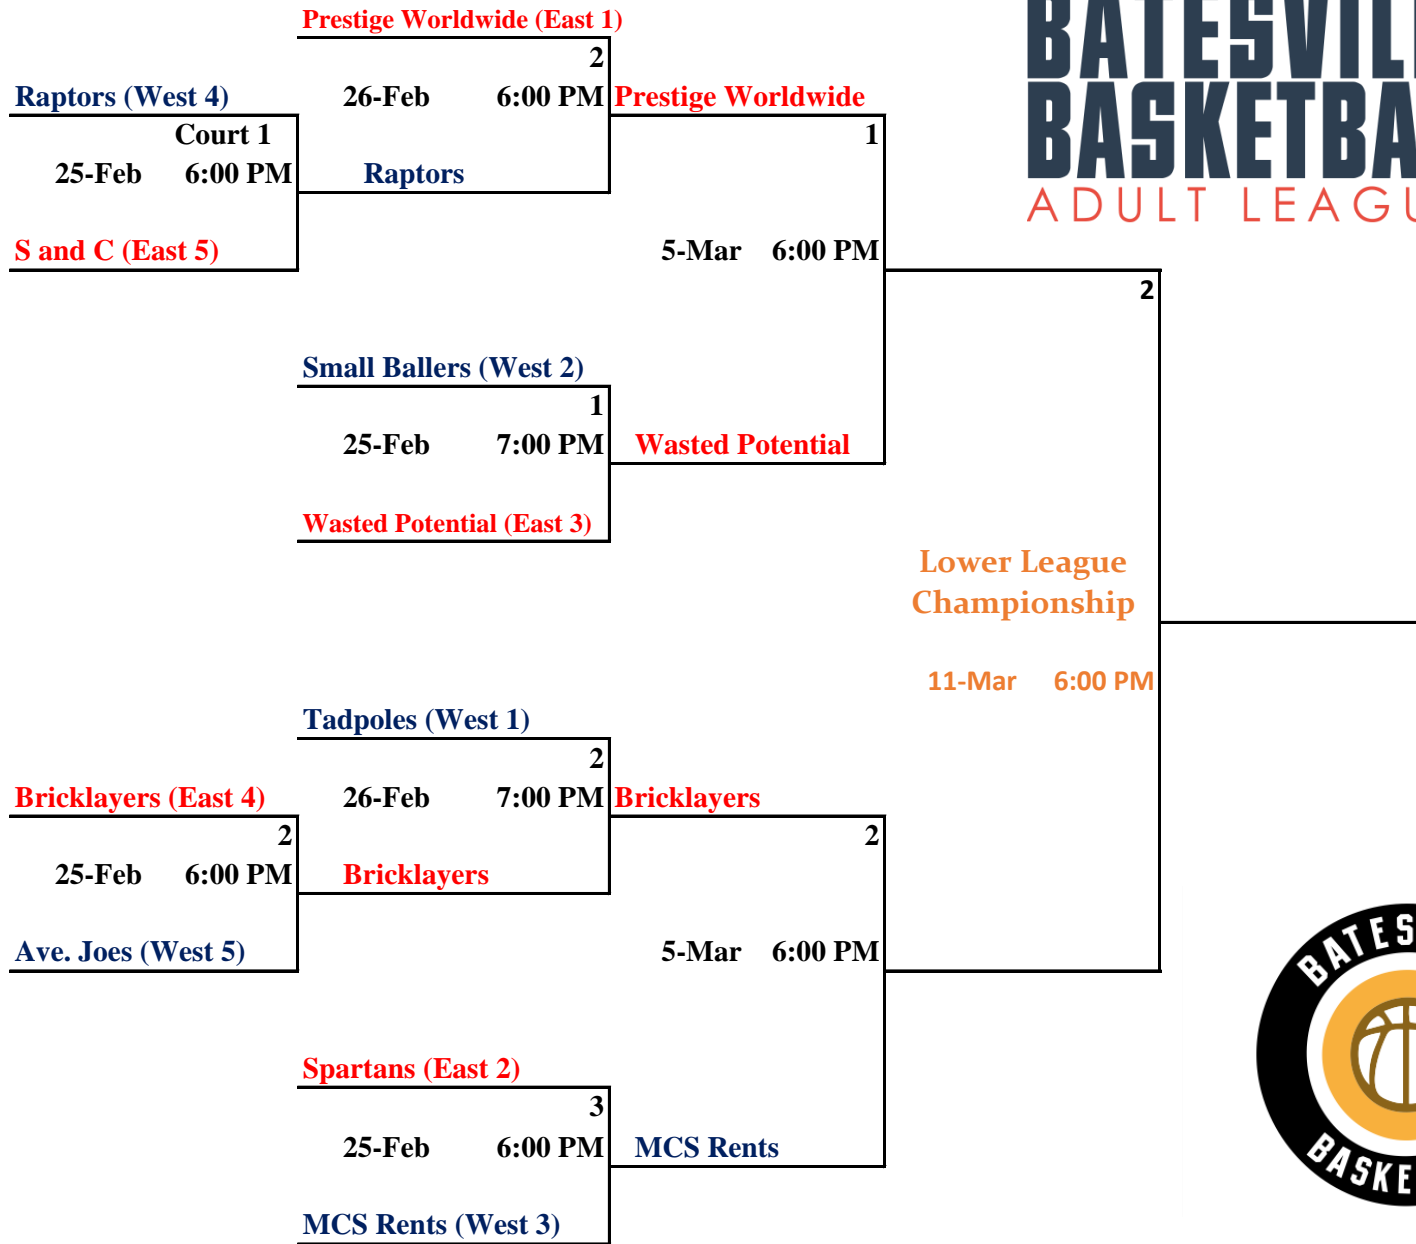 Prestige Worldwide (East 1)
2
26-Feb 6:00 PM
Raptors (West 4)
Court 1
25-Feb 6:00 PM
Raptors
S and C (East 5)
Prestige Worldwide
1
5-Mar 6:00 PM
BATESVIL
BASKETBA
ADULT LEAGU
2
Small Ballers (West 2)
1
25-Feb 7:00 PM
Wasted Potential
Wasted Potential (East 3)
Lower League
Championship
11-Mar 6:00 PM
Tadpoles (West 1)
2
26-Feb 7:00 PM
Bricklayers
Bricklayers (East 4)
2
25-Feb 6:00 PM
Bricklayers
2
Ave. Joes (West 5)
5-Mar 6:00 PM
Spartans (East 2)
3
25-Feb 6:00 PM
MCS Rents
MCS Rents (West 3)
BATES
BASKE